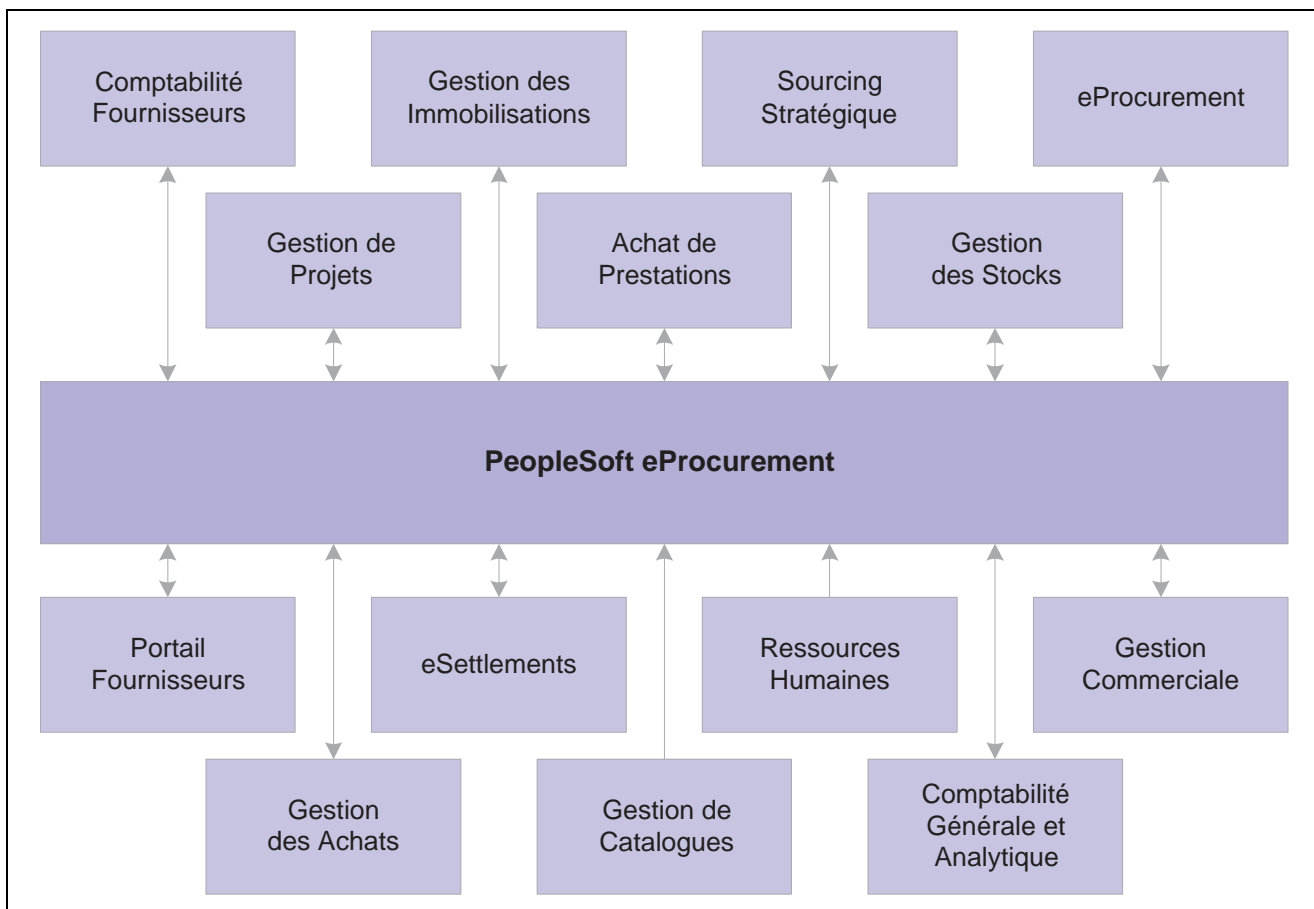 Comptabilité
Fournisseurs
Gestion des
Immobilisations
Sourcing
Stratégique
eProcurement
Gestion de
Projets
Achat de
Prestations
Gestion
des Stocks
PeopleSoft eProcurement
Portail
Fournisseurs
eSettlements
Ressources
Humaines
Gestion
Commerciale
Gestion
des Achats
Gestion de
Catalogues
Comptabilité
Générale et
Analytique